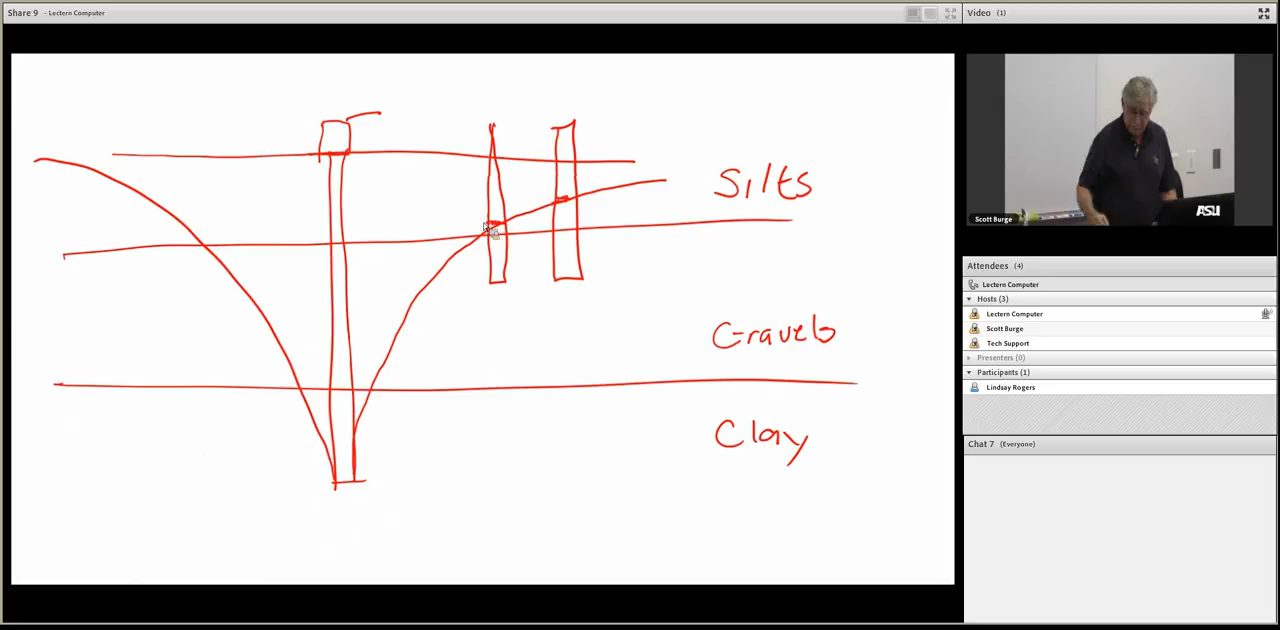 Share 9 - Lectern Computer
Silts
Gravels
Clay
Video (1)
Scott Burge
ASU
Attendees (4)
Lectern Computer
Hosts (3)
Lectern Computer
Scott Burge
Tech Support
Presenters (0)
Participants (1)
Lindsay Rogers
Chat 7 (Everyone)